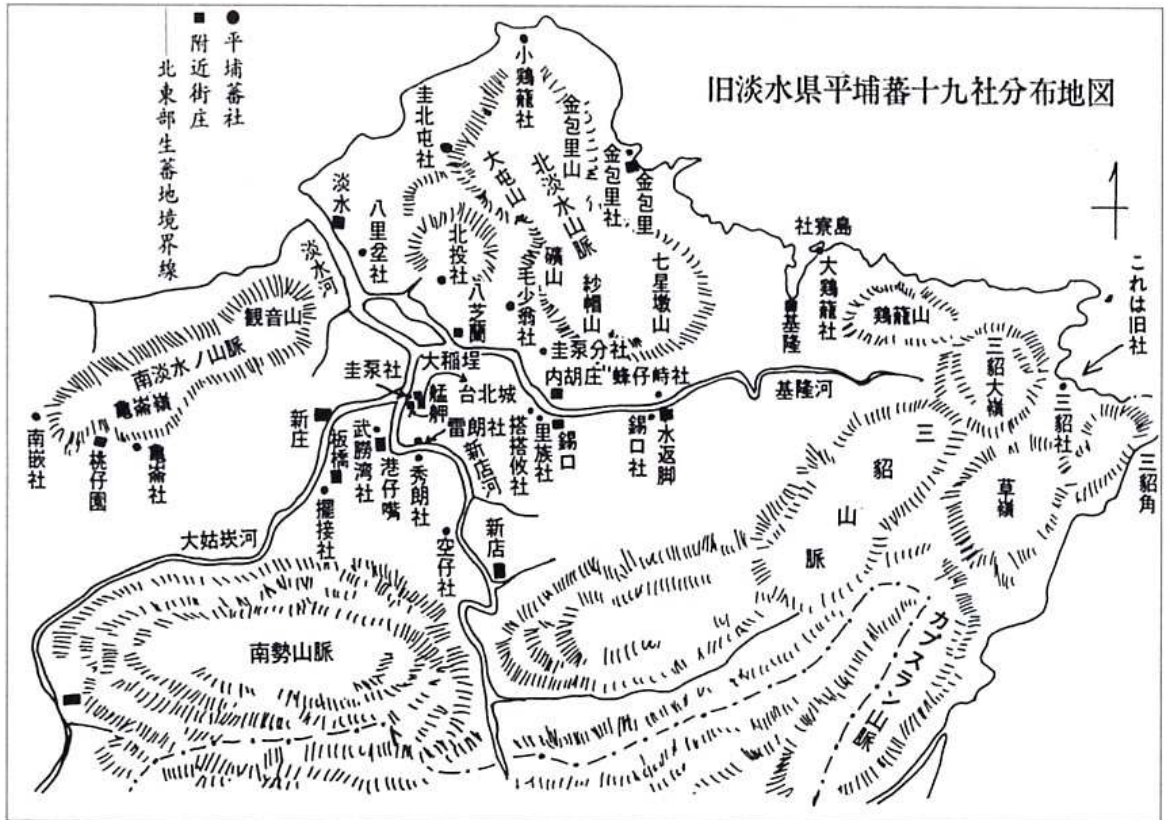 旧淡水県平埔蕃十九社分布地図
●平埔蕃社
■附近街庄
——北東部生蕃地境界線
小鶏籠社
金包里山
圭北屯社
大屯山
北淡水山脈
金包里社
金包里
淡水
八里坌社
北投社
礦山
紗帽山
七星墩山
毛少翁社
八芝蘭
淡水河
観音山
南淡水ノ山脈
亀崙嶺
南嵌社
桃仔園
亀崙社
社寮島
大鶏籠社
基隆
鶏籠山
これは旧社
三貂大嶺
三貂社
三貂角
草嶺
三貂山脈
圭泵分社
内胡庄
〃蜂仔峙社
基隆河
大稲埕
圭泵社
台北城
艋舺
雷朗社
新庄
板橋
武朥湾社
港仔嘴
秀朗社
新店河
搭搭攸社
里族社
錫口
錫口社
水返脚
擺接社
空仔社
新店
大姑崁河
南勢山脈
カブスラン山脈